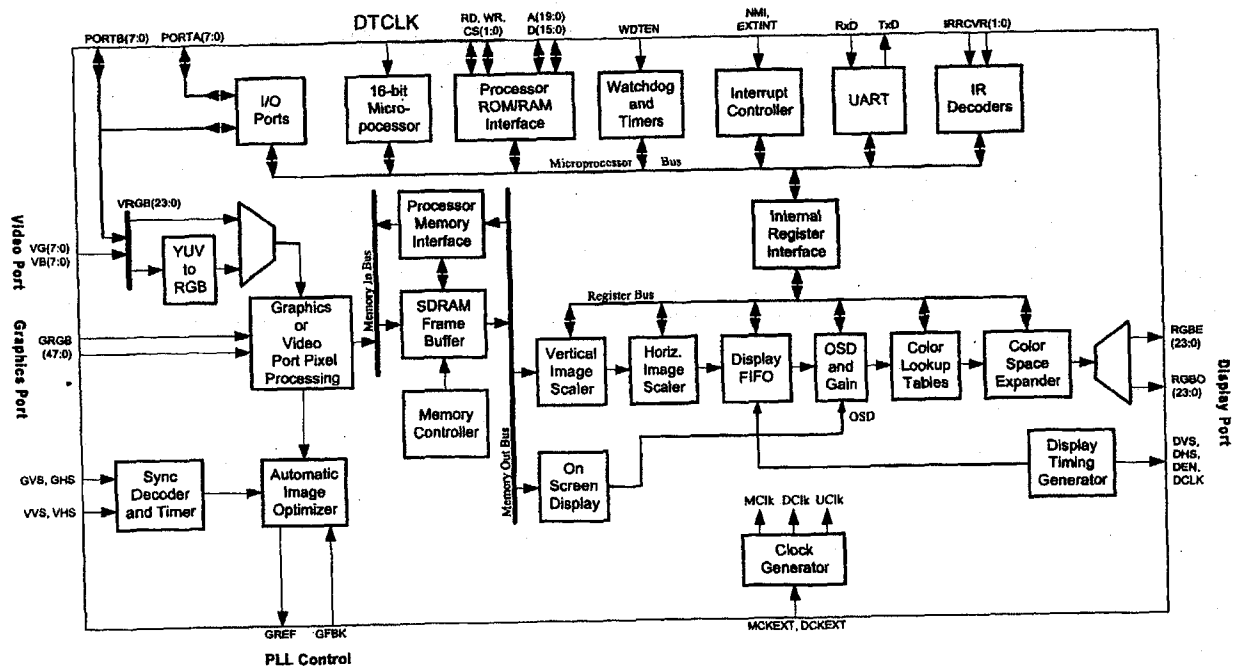 DTCLK
RD, WR,
CS(1:0)
A(19:0)
D(15:0)
WDTEN
NMI,
EXTINT
RxD
TxD
IRRCVR(1:0)
PORTB(7:0)
PORTA(7:0)
I/O
Ports
16-bit
Micro-
pocessor
Processor
ROM/RAM
Interface
Watchdog
and
Timers
Interrupt
Controller
UART
IR
Decoders
Microprocessor Bus
Video Port
VRGB(23:0)
VG(7:0)
VB(7:0)
YUV
to
RGB
Memory In Bus
Processor
Memory
Interface
Internal
Register
Interface
Graphics Port
GRGB
(47:0)
Graphics
or
Video
Port Pixel
Processing
SDRAM
Frame
Buffer
Memory
Controller
Memory Out Bus
Register Bus
Vertical
Image
Scaler
Horiz.
Image
Scaler
Display
FIFO
OSD
and
Gain
Color
Lookup
Tables
Color
Space
Expander
RGBE
(23:0)
RGBO
(23:0)
Display Port
OSD
GVS, GHS
VVS, VHS
Sync
Decoder
and Timer
Automatic
Image
Optimizer
On
Screen
Display
Display
Timing
Generator
DVS,
DHS,
DEN,
DCLK
MClk
DClk
UClk
Clock
Generator
GREF
GFBK
MCKEXT, DCKEXT
PLL Control